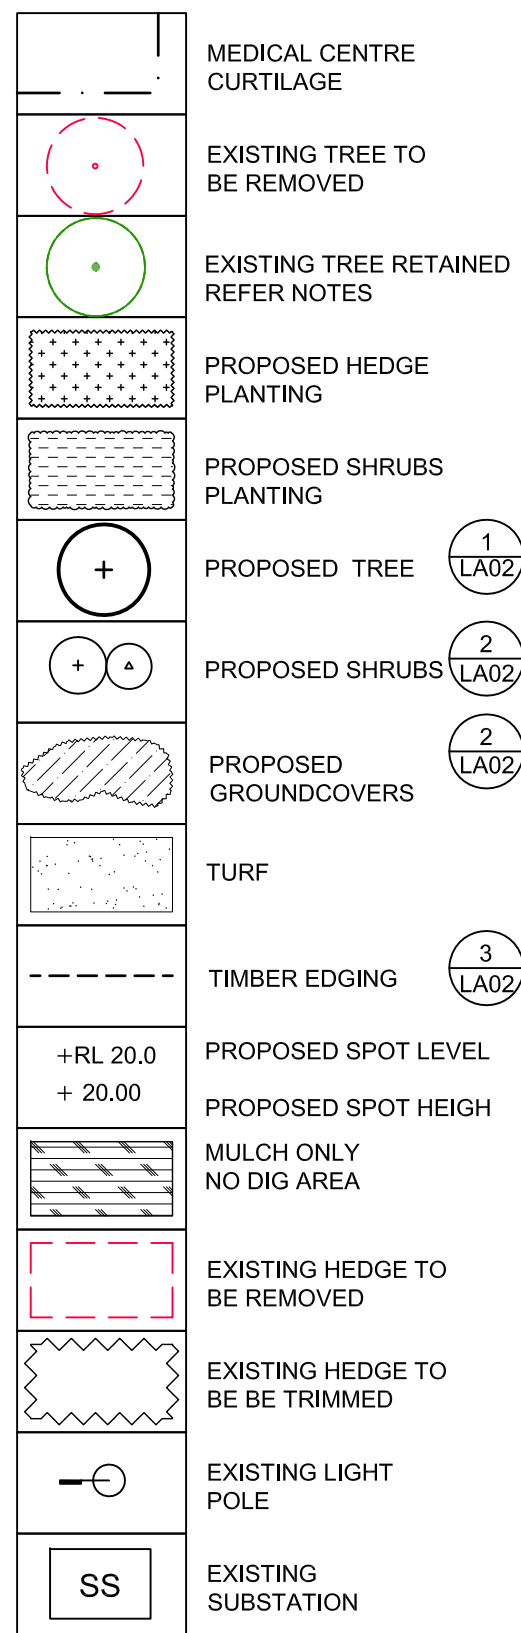 MEDICAL CENTRE
CURTILAGE
EXISTING TREE TO
BE REMOVED
EXISTING TREE RETAINED
REFER NOTES
PROPOSED HEDGE
PLANTING
PROPOSED SHRUBS
PLANTING
PROPOSED TREE
1
LA02
PROPOSED SHRUBS
2
LA02
PROPOSED
GROUNDCOVERS
2
LA02
TURF
TIMBER EDGING
3
LA02
+RL 20.0
PROPOSED SPOT LEVEL
+ 20.00
PROPOSED SPOT HEIGH
MULCH ONLY
NO DIG AREA
EXISTING HEDGE TO
BE REMOVED
EXISTING HEDGE TO
BE BE TRIMMED
EXISTING LIGHT
POLE
SS
EXISTING
SUBSTATION